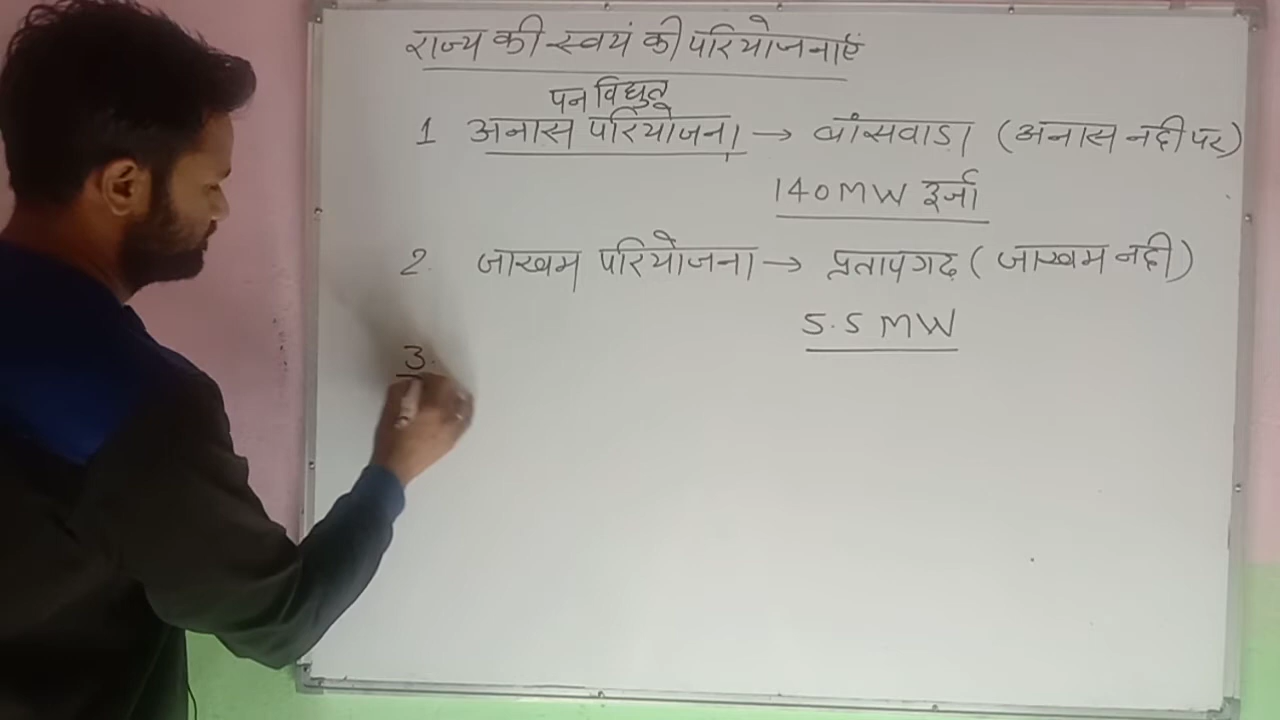 राज्य की स्वयं की परियोजनाएं
पन विद्युत
1 अनास परियोजना → बांसवाडा (अनास नदी पर)
140 MW उर्जा
2. जाखम परियोजना → प्रतापगढ (जाखम नदी)
5.5 MW
3.